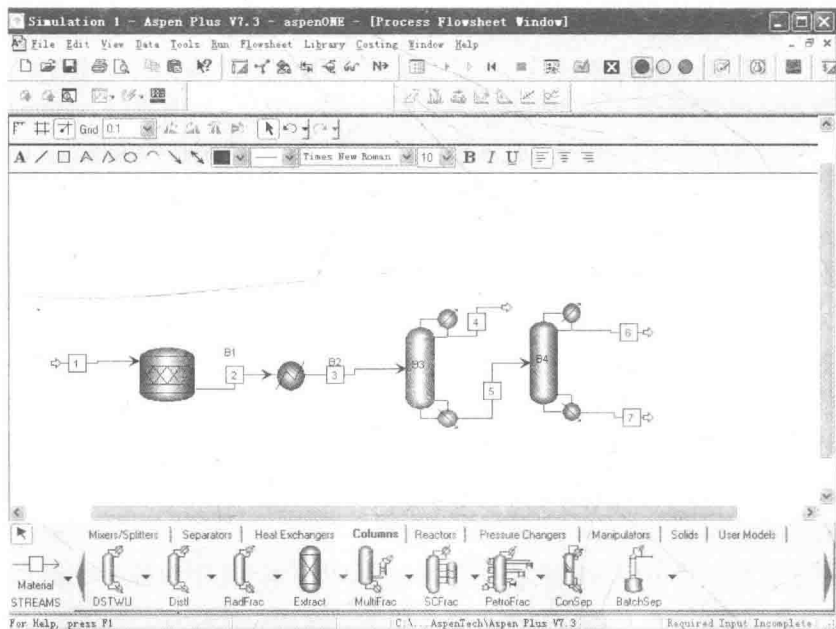 Simulation 1 - Aspen Plus V7.3 - aspenONE - [Process Flowsheet Window]
File Edit View Data Tools Run Flowsheet Library Costing Window Help
N→
Grid 0.1
A Times New Roman 10 B I U
4
6
B1
B3
B4
1
2
B2
3
5
7
Mixers/Splitters Separators Heat Exchangers Columns Reactors Pressure Changers Manipulators Solids User Models
Material
STREAMS DSTWU Distl RadFrac Extract MultiFrac SCFrac PetroFrac ConSep BatchSep
For Help, press F1 C:\... AspenTech\Aspen Plus V7.3 Required Input Incomplete